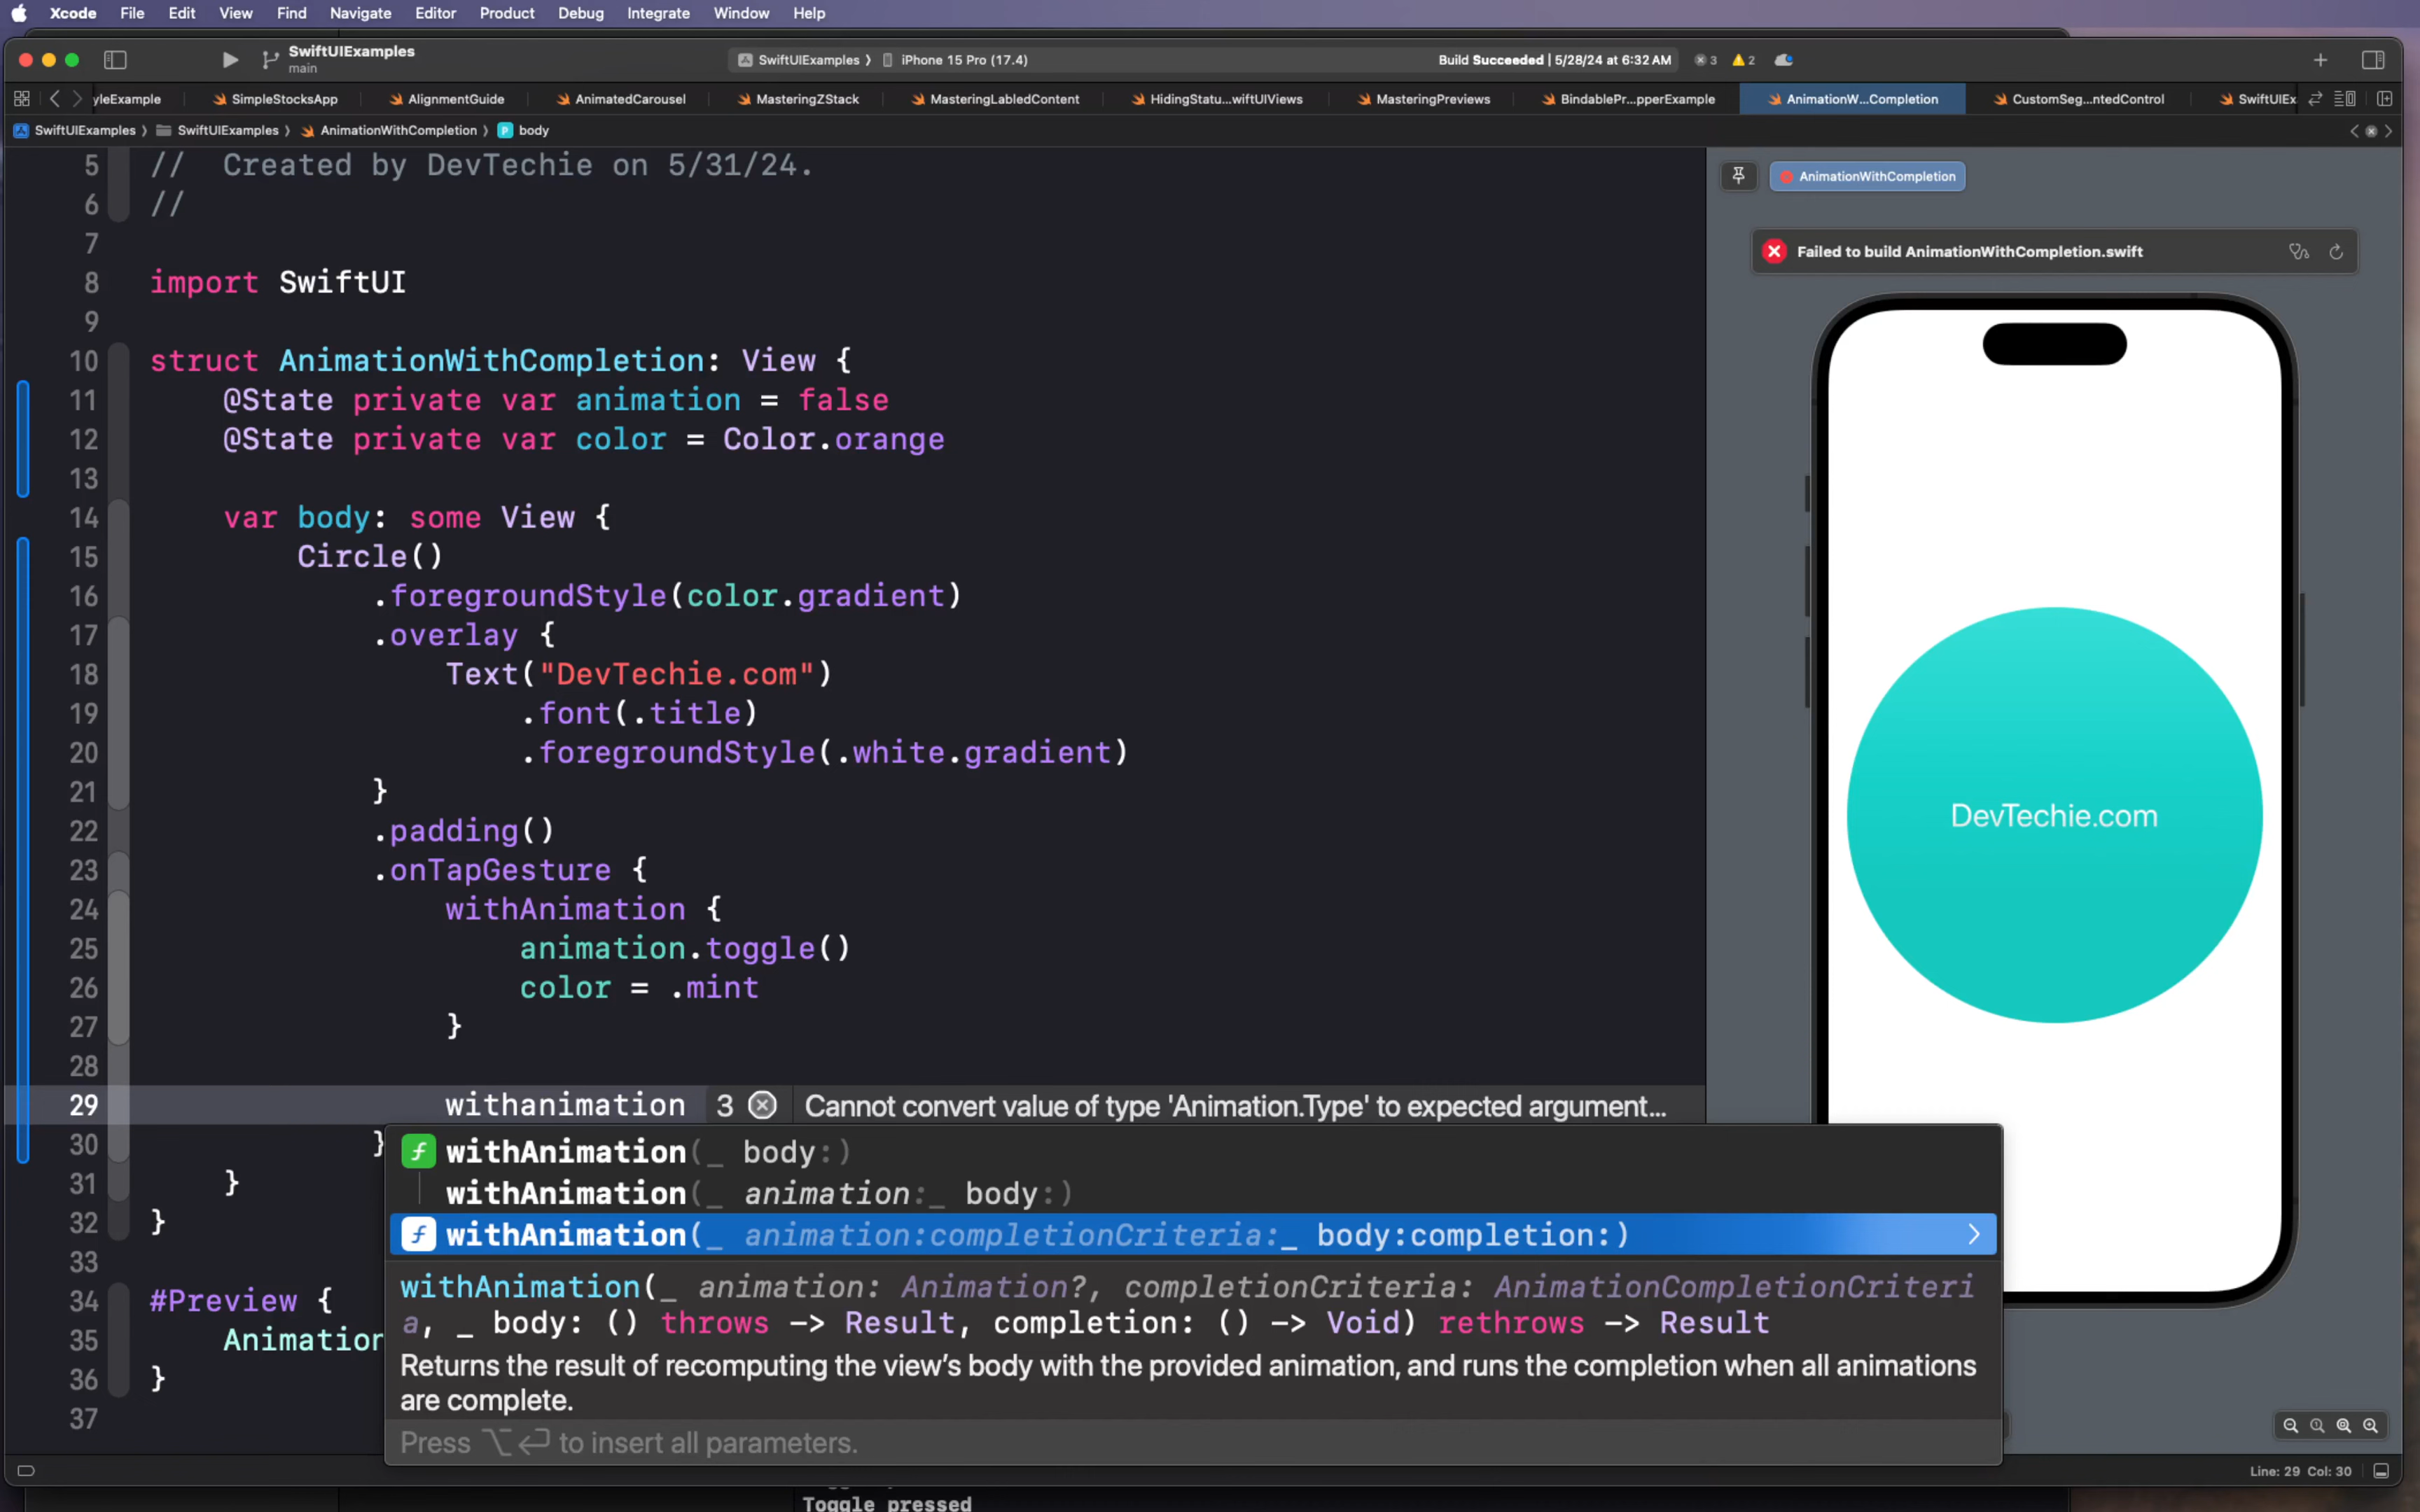 Xcode File Edit View Find Navigate Editor Product Debug Integrate Window Help
SwiftUIExamples
main
SwiftUIExamples 〉 iPhone 15 Pro (17.4)
Build Succeeded | 5/28/24 at 6:32 AM 3 2
yleExample SimpleStocksApp AlignmentGuide AnimatedCarousel MasteringZStack MasteringLabledContent HidingStatu...wiftUIViews MasteringPreviews BindablePr...pperExample AnimationW...Completion CustomSeg...ntedControl SwiftUIEx
SwiftUIExamples 〉 SwiftUIExamples 〉 AnimationWithCompletion 〉 P body
5 //  Created by DevTechie on 5/31/24.
6 //
7
8 import SwiftUI
9
10 struct AnimationWithCompletion: View {
11     @State private var animation = false
12     @State private var color = Color.orange
13
14     var body: some View {
15         Circle()
16             .foregroundStyle(color.gradient)
17             .overlay {
18                 Text("DevTechie.com")
19                     .font(.title)
20                     .foregroundStyle(.white.gradient)
21             }
22             .padding()
23             .onTapGesture {
24                 withAnimation {
25                     animation.toggle()
26                     color = .mint
27                 }
28
29                 withanimation 3 Cannot convert value of type 'Animation.Type' to expected argument...
30             }
31     }
32 }
33
34 #Preview {
35     Animation
36 }
37
withAnimation(_ body:)
withAnimation(_ animation:_ body:)
withAnimation(_ animation:completionCriteria:_ body:completion:)
withAnimation(_ animation: Animation?, completionCriteria: AnimationCompletionCriteri
a, _ body: () throws -> Result, completion: () -> Void) rethrows -> Result
Returns the result of recomputing the view’s body with the provided animation, and runs the completion when all animations
are complete.
Press ⌥↩ to insert all parameters.
AnimationWithCompletion
Failed to build AnimationWithCompletion.swift
DevTechie.com
Line: 29 Col: 30
Toggle pressed